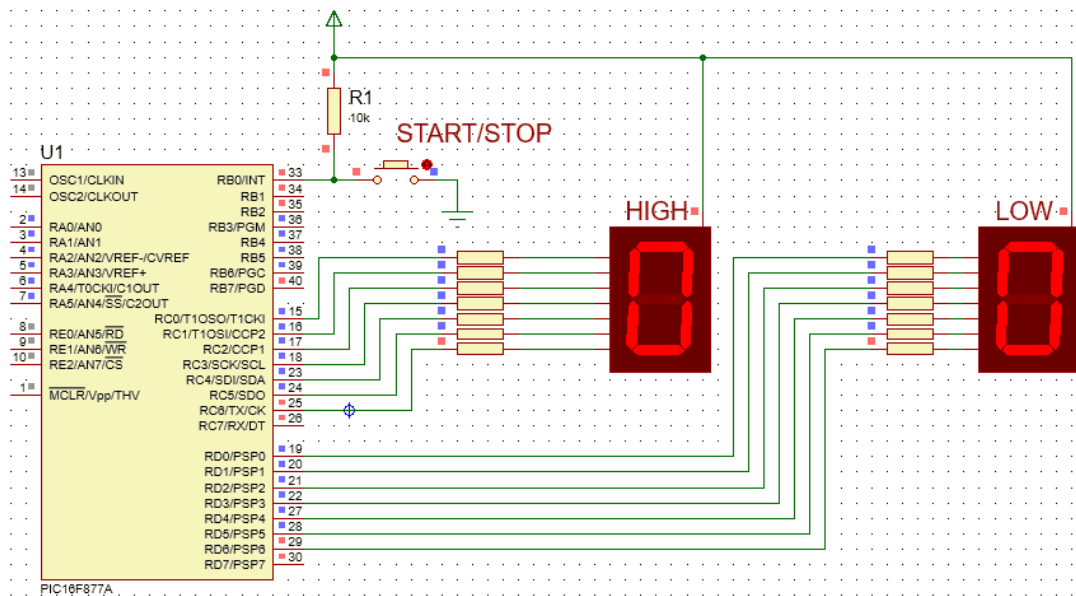 R1
10k
START/STOP
U1
13
OSC1/CLKIN
14
OSC2/CLKOUT
2
RA0/AN0
3
RA1/AN1
4
RA2/AN2/VREF-/CVREF
5
RA3/AN3/VREF+
6
RA4/T0CKI/C1OUT
7
RA5/AN4/SS/C2OUT
8
RE0/AN5/RD
9
RE1/AN6/WR
10
RE2/AN7/CS
1
MCLR/Vpp/THV
RB0/INT
33
RB1
34
RB2
35
RB3/PGM
36
RB4
37
RB5
38
RB6/PGC
39
RB7/PGD
40
RC0/T1OSO/T1CKI
15
RC1/T1OSI/CCP2
16
RC2/CCP1
17
RC3/SCK/SCL
18
RC4/SDI/SDA
23
RC5/SDO
24
RC6/TX/CK
25
RC7/RX/DT
26
RD0/PSP0
19
RD1/PSP1
20
RD2/PSP2
21
RD3/PSP3
22
RD4/PSP4
27
RD5/PSP5
28
RD6/PSP6
29
RD7/PSP7
30
PIC16F877A
HIGH
0
LOW
0